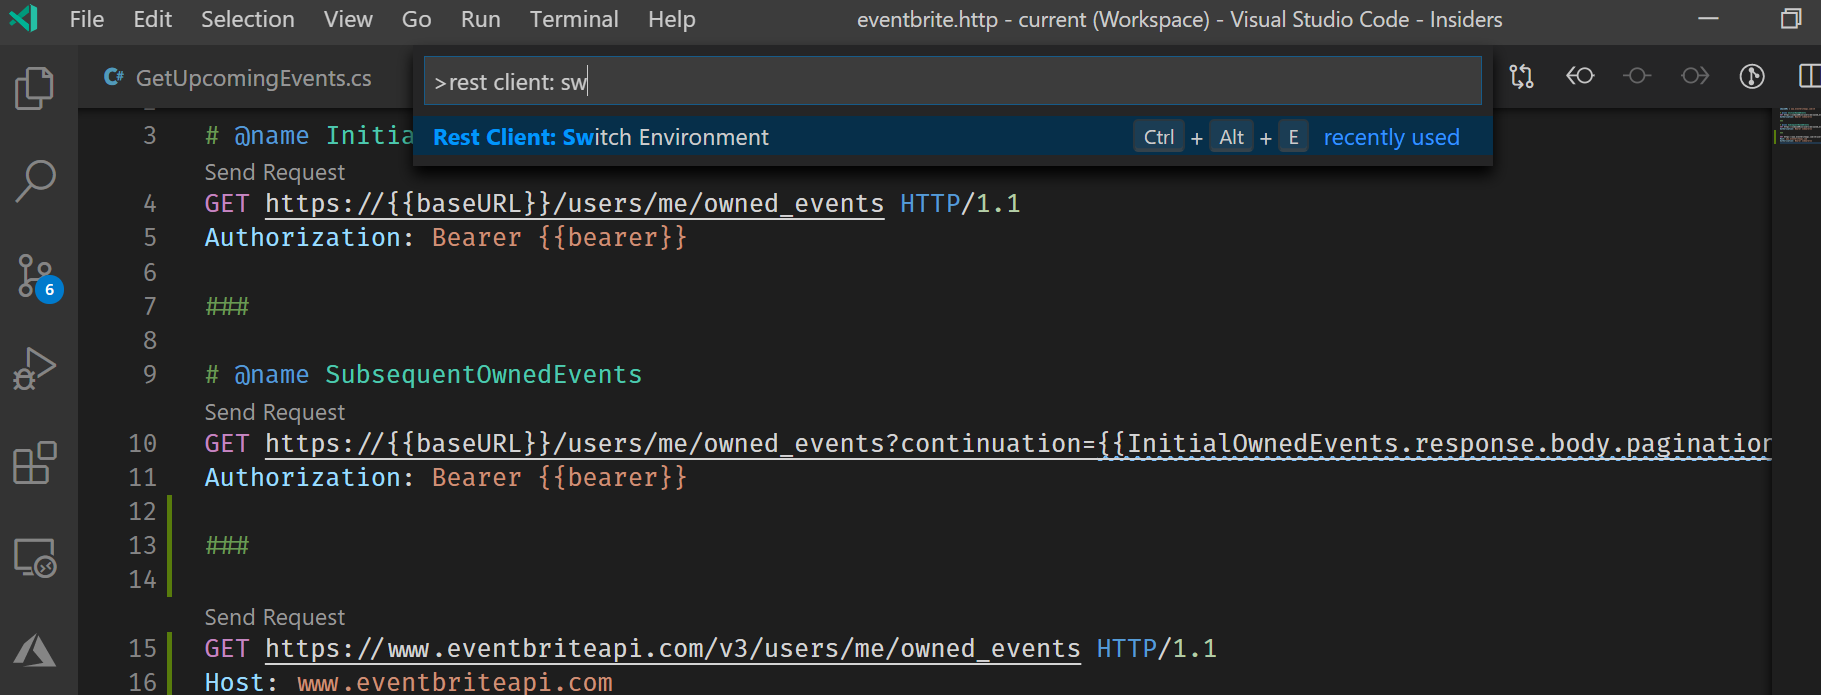 File Edit Selection View Go Run Terminal Help eventbrite.http - current (Workspace) - Visual Studio Code - Insiders
C# GetUpcomingEvents.cs
>rest client: sw
Rest Client: Switch Environment Ctrl + Alt + E recently used
3 # @name Initia
Send Request
4 GET https://{{baseURL}}/users/me/owned_events HTTP/1.1
5 Authorization: Bearer {{bearer}}
6
7 ###
8
9 # @name SubsequentOwnedEvents
Send Request
10 GET https://{{baseURL}}/users/me/owned_events?continuation={{InitialOwnedEvents.response.body.pagination
11 Authorization: Bearer {{bearer}}
12
13 ###
14
Send Request
15 GET https://www.eventbriteapi.com/v3/users/me/owned_events HTTP/1.1
16 Host: www.eventbriteapi.com
6